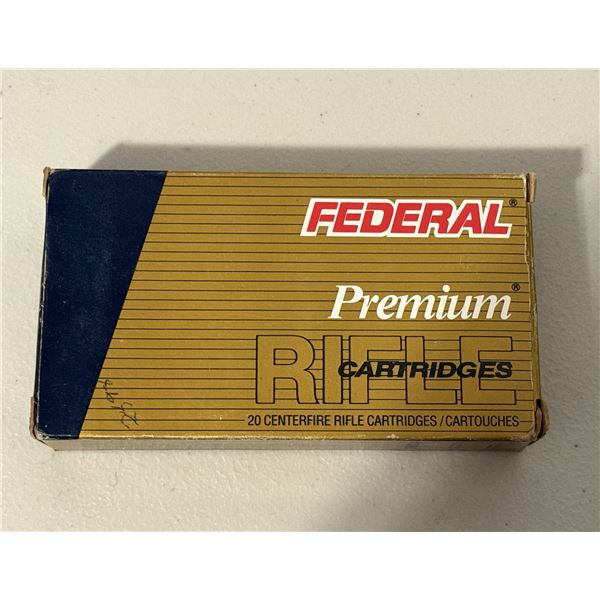 FEDERAL®
Premium®
RIFLE
CARTRIDGES
20 CENTERFIRE RIFLE CARTRIDGES/CARTOUCHES